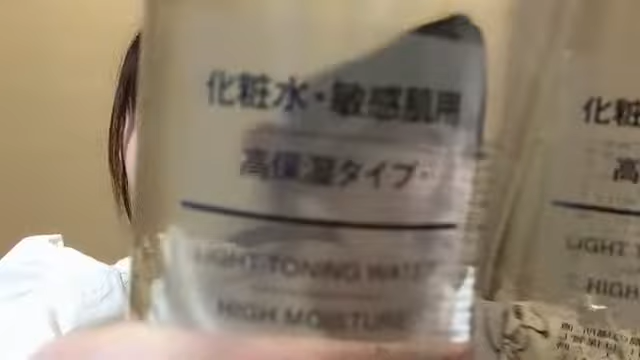 化粧水・敏感肌用
高保湿タイプ
LIGHT TONING WATER
HIGH MOISTURE
化粧
高
LIGHT T
HIGH